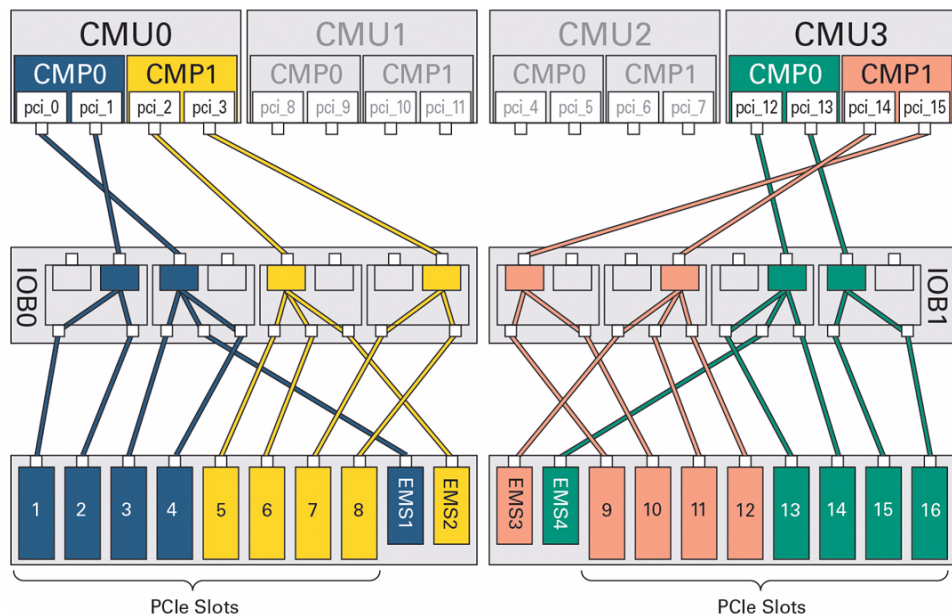 CMU0 CMU1 CMU2 CMU3
CMP0 CMP1 CMP0 CMP1 CMP0 CMP1 CMP0 CMP1
pci_0 pci_1 pci_2 pci_3 pci_8 pci_9 pci_10 pci_11 pci_4 pci_5 pci_6 pci_7 pci_12 pci_13 pci_14 pci_15
IOB0 IOB1
1 2 3 4 5 6 7 8 EMS1 EMS2 EMS3 EMS4 9 10 11 12 13 14 15 16
PCIe Slots PCIe Slots